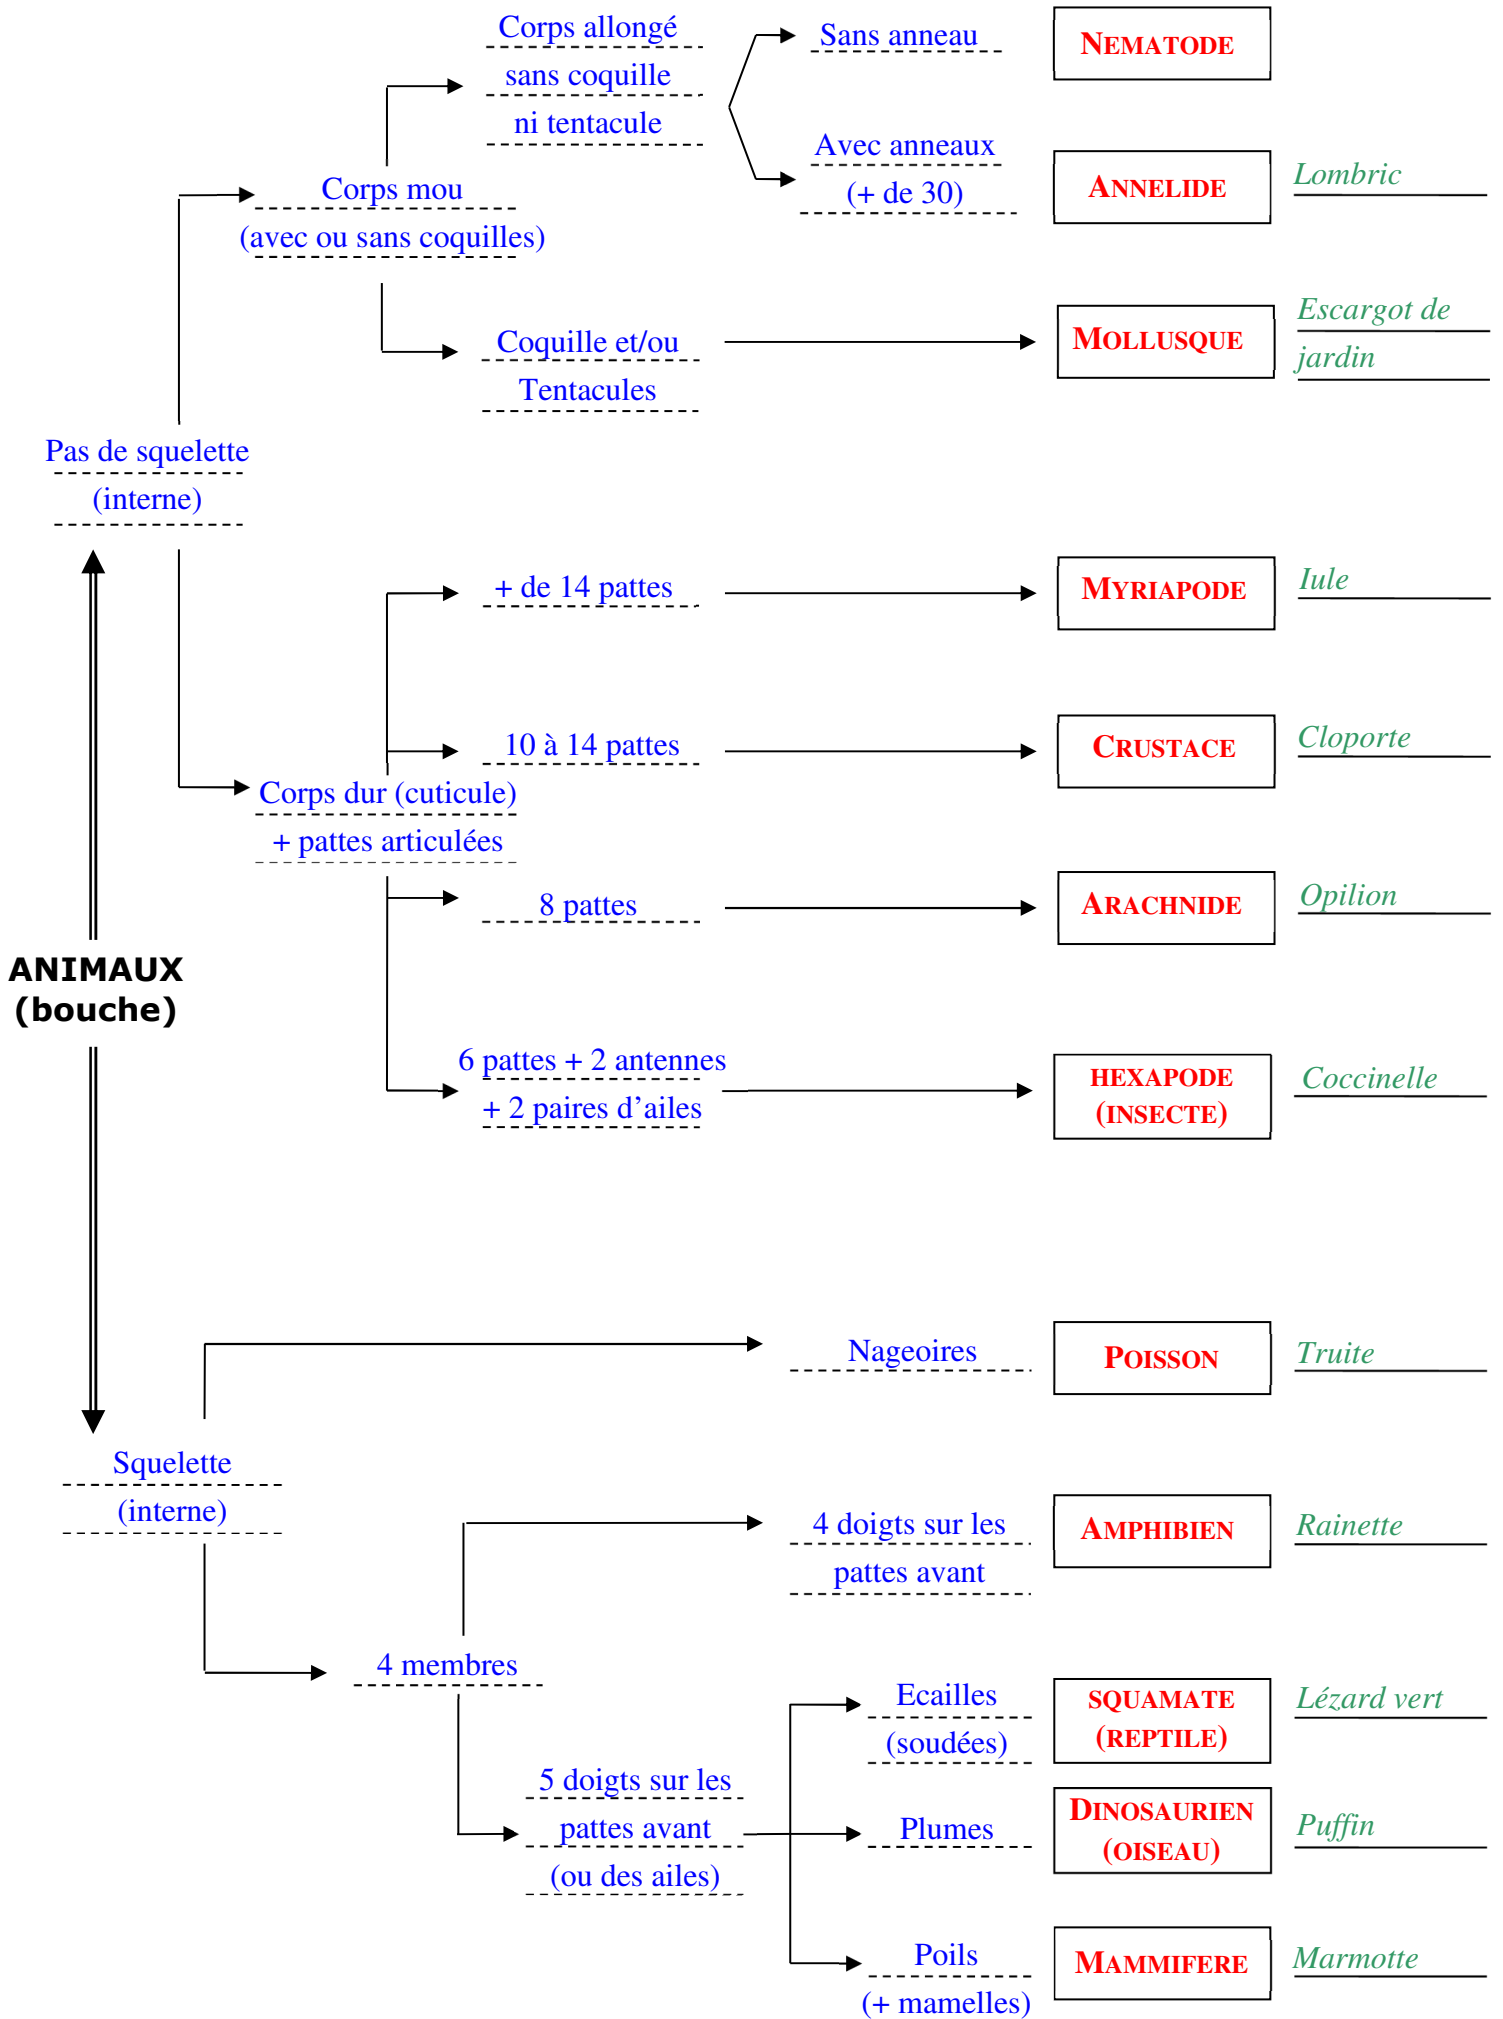 Corps allongé
sans coquille
ni tentacule
Sans anneau
NEMATODE
Avec anneaux
(+ de 30)
ANNELIDE
Lombric
Corps mou
(avec ou sans coquilles)
Coquille et/ou
Tentacules
MOLLUSQUE
Escargot de
jardin
Pas de squelette
(interne)
+ de 14 pattes
MYRIAPODE
Iule
10 à 14 pattes
CRUSTACE
Cloporte
Corps dur (cuticule)
+ pattes articulées
8 pattes
ARACHNIDE
Opilion
ANIMAUX
(bouche)
6 pattes + 2 antennes
+ 2 paires d’ailes
HEXAPODE
(INSECTE)
Coccinelle
Nageoires
POISSON
Truite
Squelette
(interne)
4 doigts sur les
pattes avant
AMPHIBIEN
Rainette
4 membres
Ecailles
(soudées)
SQUAMATE
(REPTILE)
Lézard vert
5 doigts sur les
pattes avant
(ou des ailes)
Plumes
DINOSAURIEN
(OISEAU)
Puffin
Poils
(+ mamelles)
MAMMIFERE
Marmotte